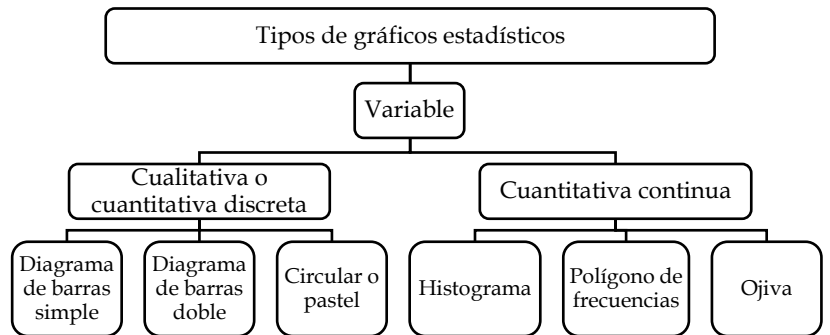 Tipos de gráficos estadísticos
Variable
Cualitativa o
cuantitativa discreta
Cuantitativa continua
Diagrama
de barras
simple
Diagrama
de barras
doble
Circular o
pastel
Histograma
Polígono de
frecuencias
Ojiva